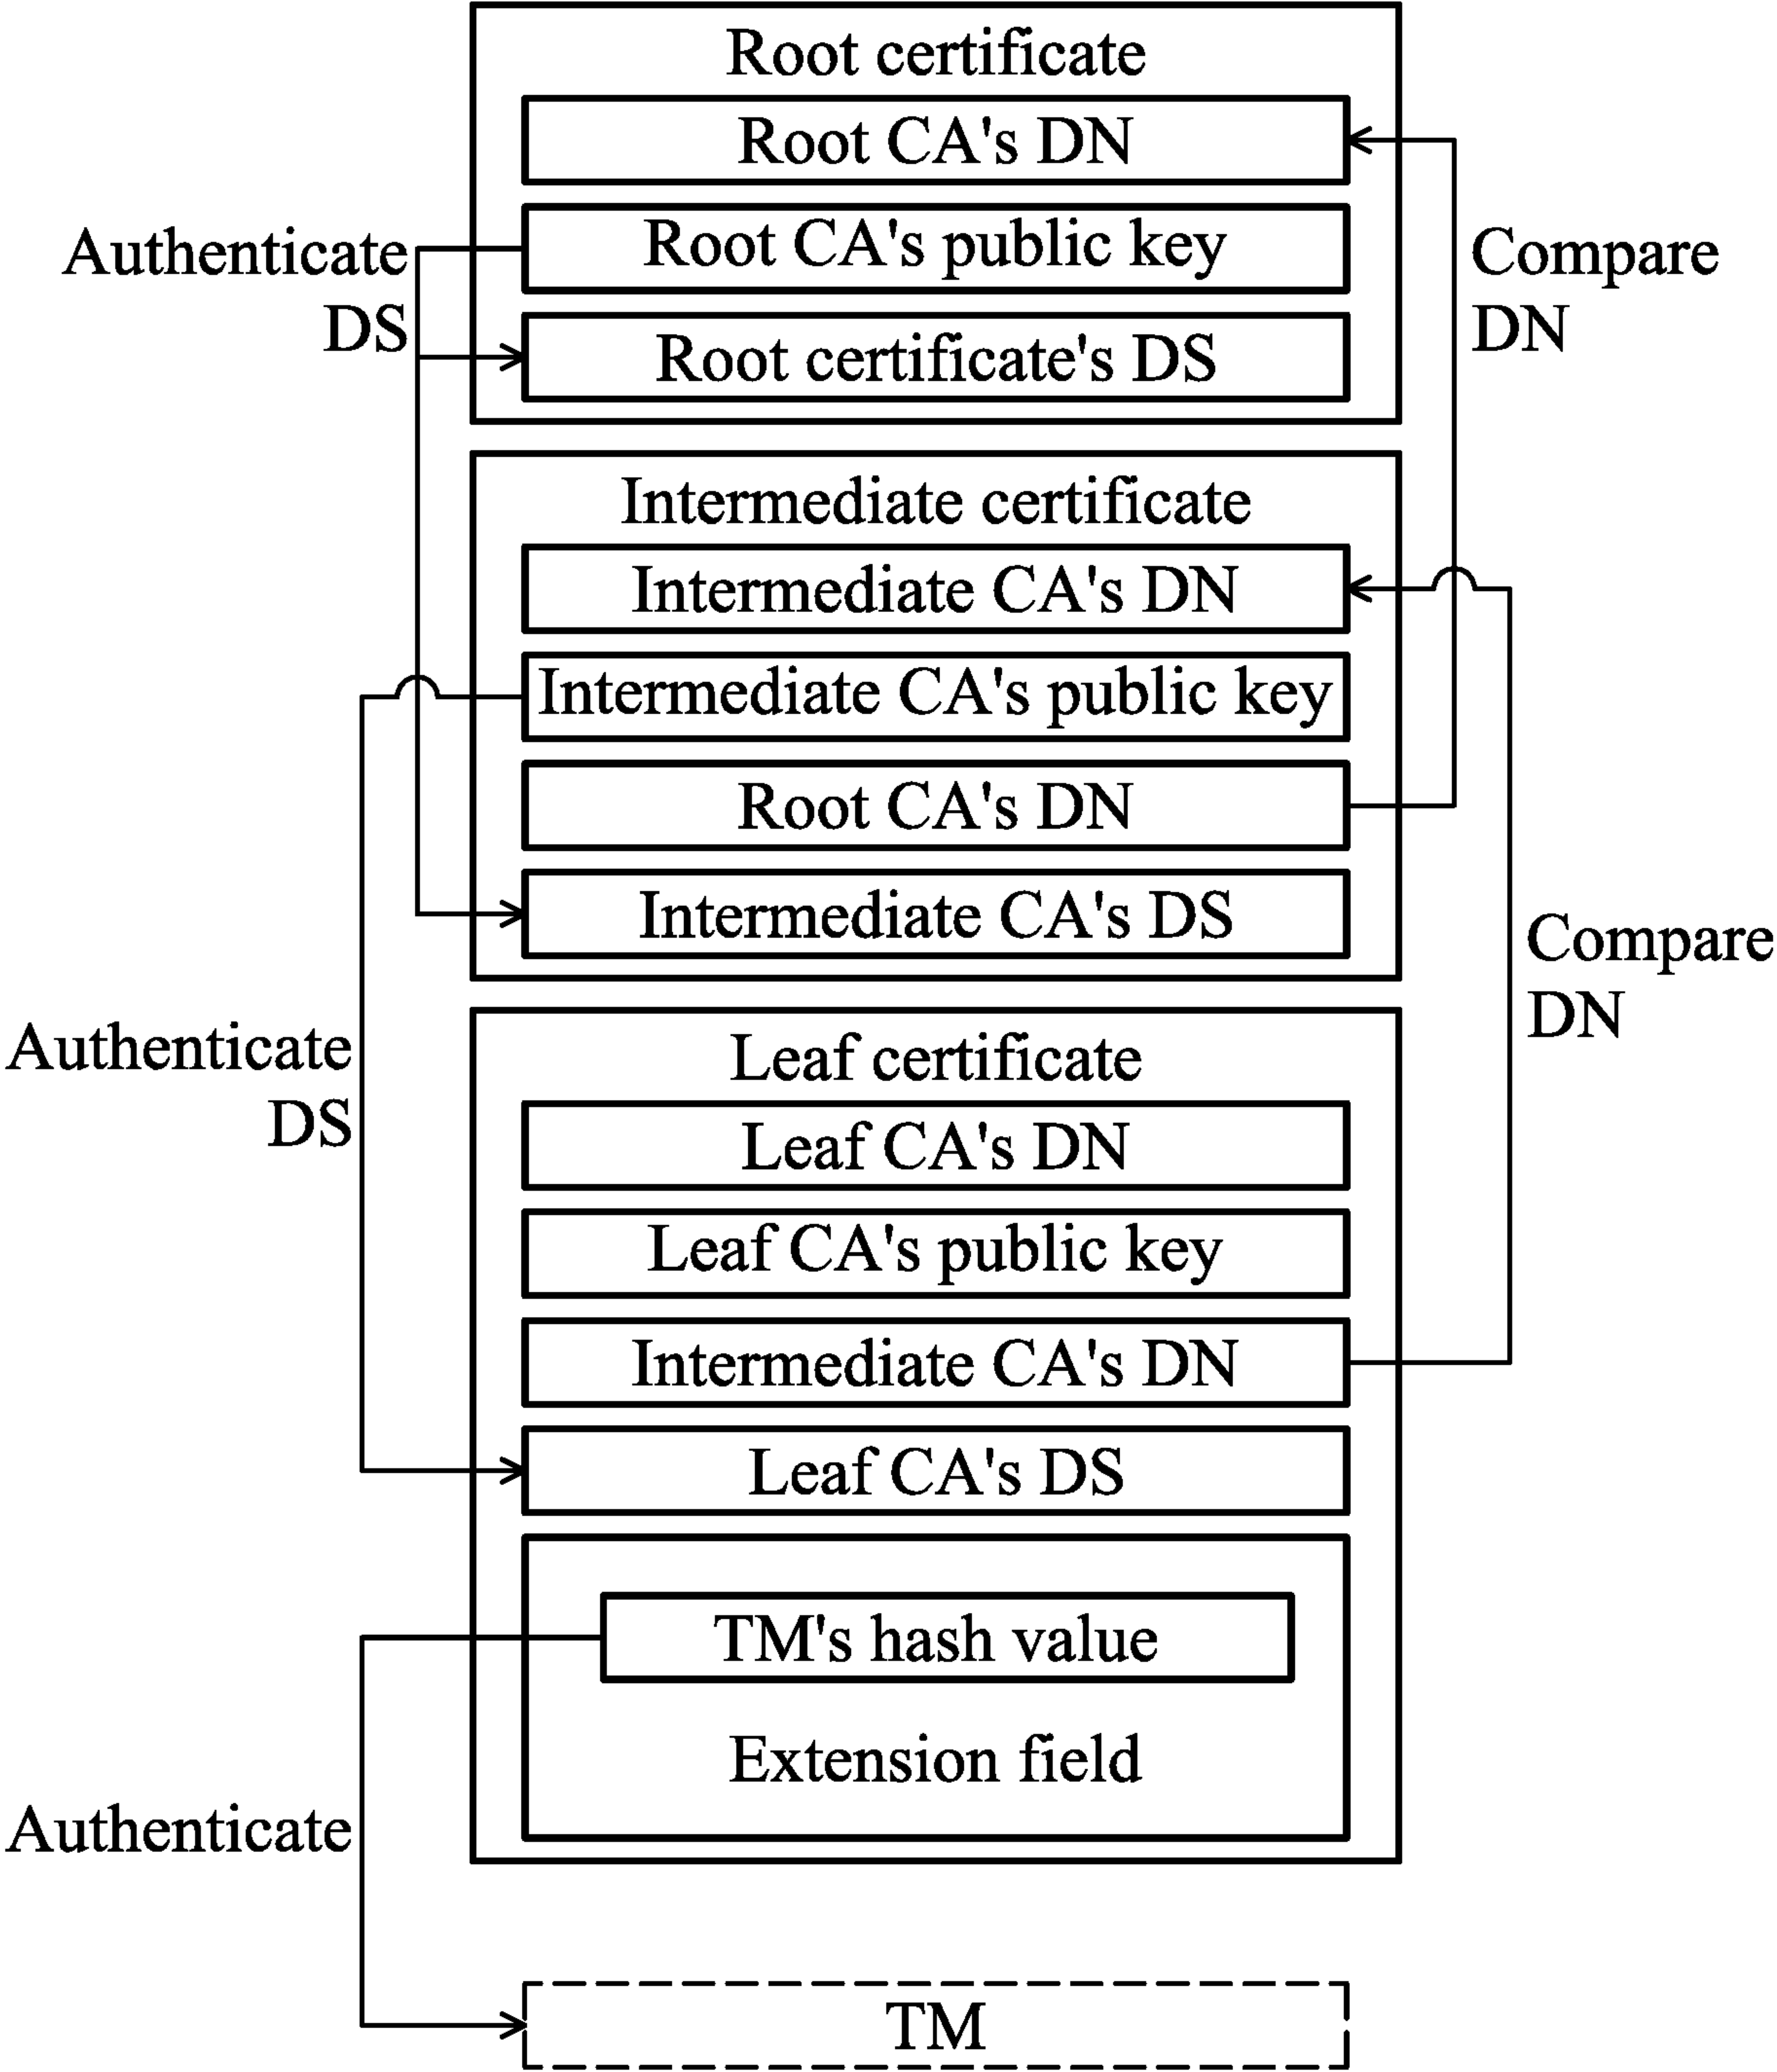 Root certificate
Root CA's DN
Root CA's public key
Root certificate's DS
Authenticate
DS
Compare
DN
Intermediate certificate
Intermediate CA's DN
Intermediate CA's public key
Root CA's DN
Intermediate CA's DS
Compare
DN
Authenticate
DS
Leaf certificate
Leaf CA's DN
Leaf CA's public key
Intermediate CA's DN
Leaf CA's DS
TM's hash value
Extension field
Authenticate
TM